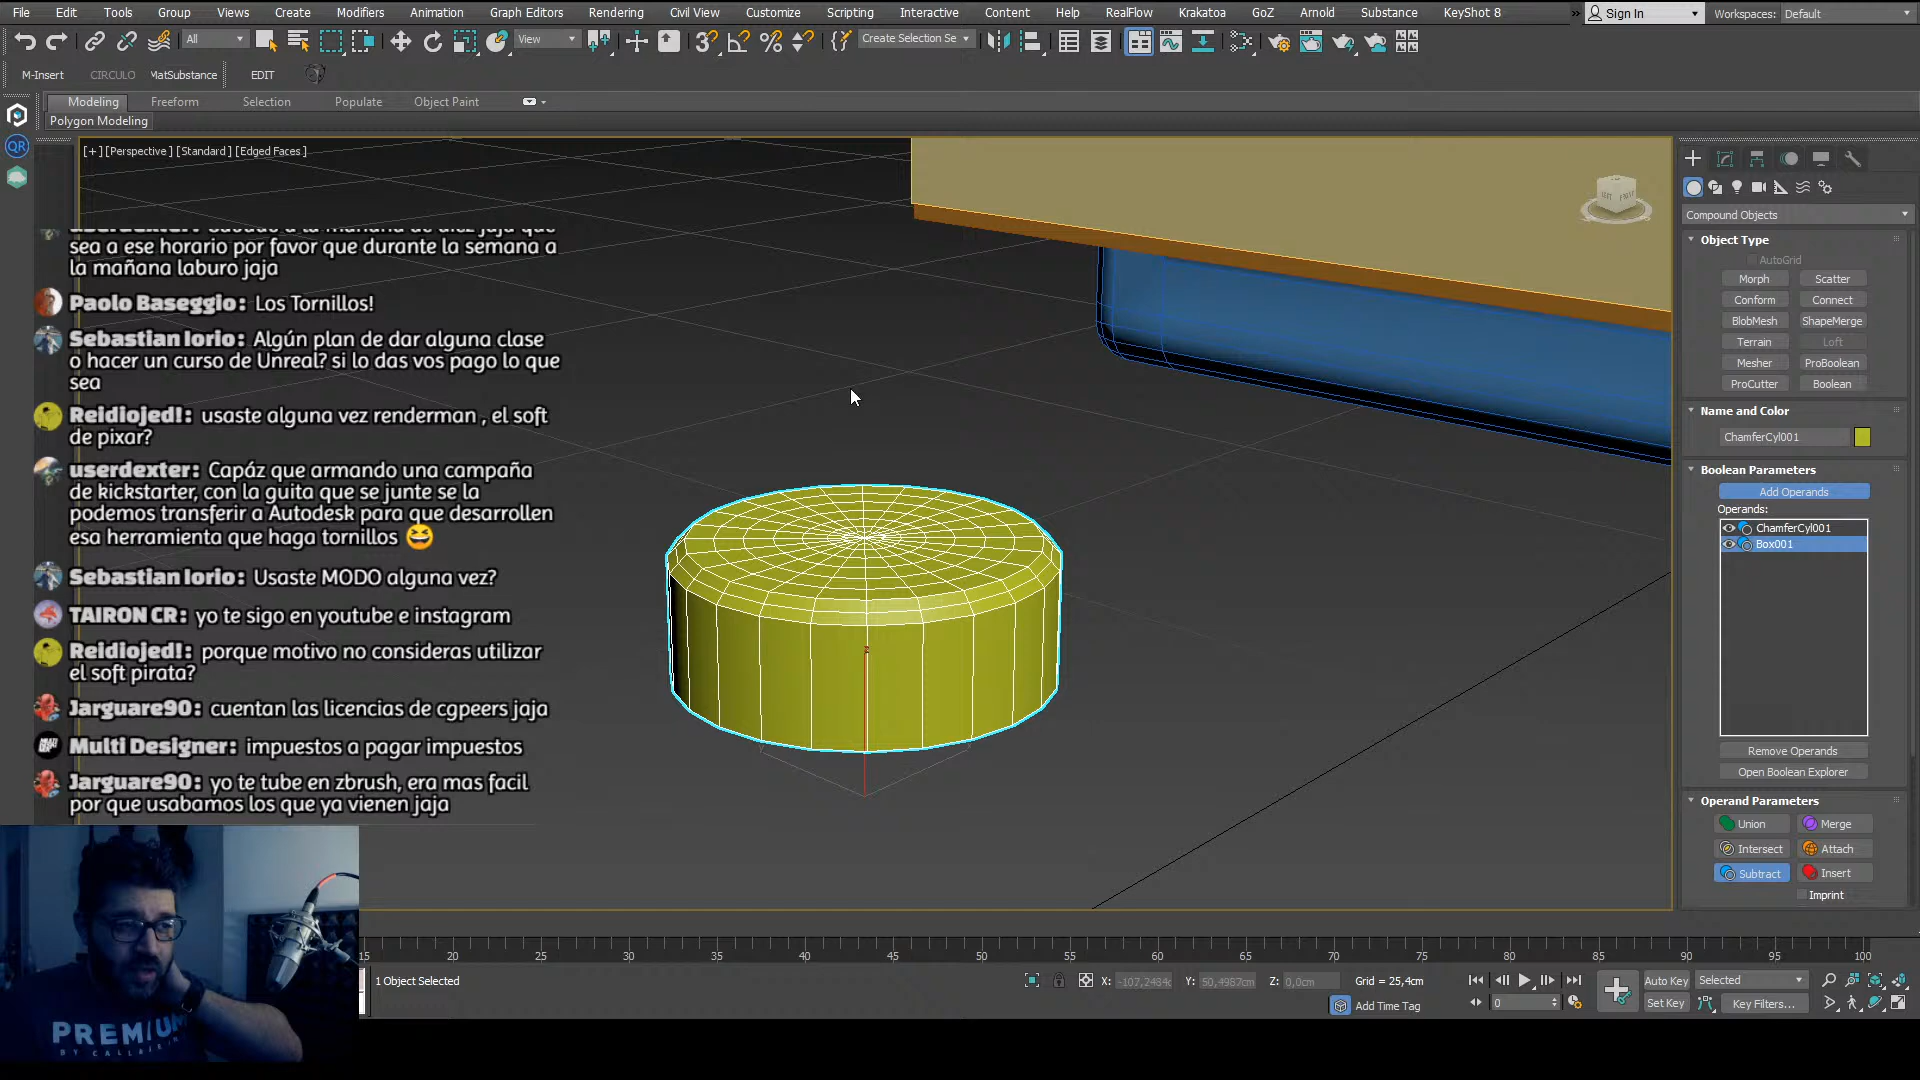 File Edit Tools Group Views Create Modifiers Animation Graph Editors Rendering Civil View Customize Scripting Interactive Content Help RealFlow Krakatoa GoZ Arnold Substance KeyShot 8 » Sign In Workspaces: Default
All View Create Selection Se
M-Insert CIRCULO MatSubstance EDIT
Modeling Freeform Selection Populate Object Paint
Polygon Modeling
QR
[+] [Perspective] [Standard] [Edged Faces]
sea a ese horario por favor que durante la semana a
la mañana laburo jaja
Paolo Baseggio: Los Tornillos!
Sebastian Iorio: Algún plan de dar alguna clase
o hacer un curso de Unreal? si lo das vos pago lo que
sea
Reidiojed!: usaste alguna vez renderman , el soft
de pixar?
userdexter: Capáz que armando una campaña
de kickstarter, con la guita que se junte se la
podemos transferir a Autodesk para que desarrollen
esa herramienta que haga tornillos 😆
Sebastian Iorio: Usaste MODO alguna vez?
TAIRON CR: yo te sigo en youtube e instagram
Reidiojed!: porque motivo no consideras utilizar
el soft pirata?
Jarguare90: cuentan las licencias de cgpeers jaja
Multi Designer: impuestos a pagar impuestos
Jarguare90: yo te tube en zbrush, era mas facil
por que usabamos los que ya vienen jaja
PREMIUM
z
Compound Objects
Object Type
AutoGrid
Morph Scatter
Conform Connect
BlobMesh ShapeMerge
Terrain Loft
Mesher ProBoolean
ProCutter Boolean
Name and Color
ChamferCyl001
Boolean Parameters
Add Operands
Operands:
ChamferCyl001
Box001
Remove Operands
Open Boolean Explorer
Operand Parameters
Union Merge
Intersect Attach
Subtract Insert
Imprint
15 20 25 30 35 40 45 50 55 60 65 70 75 80 85 90 95 100
1 Object Selected X: -107,2484c Y: 50,4987cm Z: 0,0cm Grid = 25,4cm Auto Key Selected
Add Time Tag 0 Set Key Key Filters...